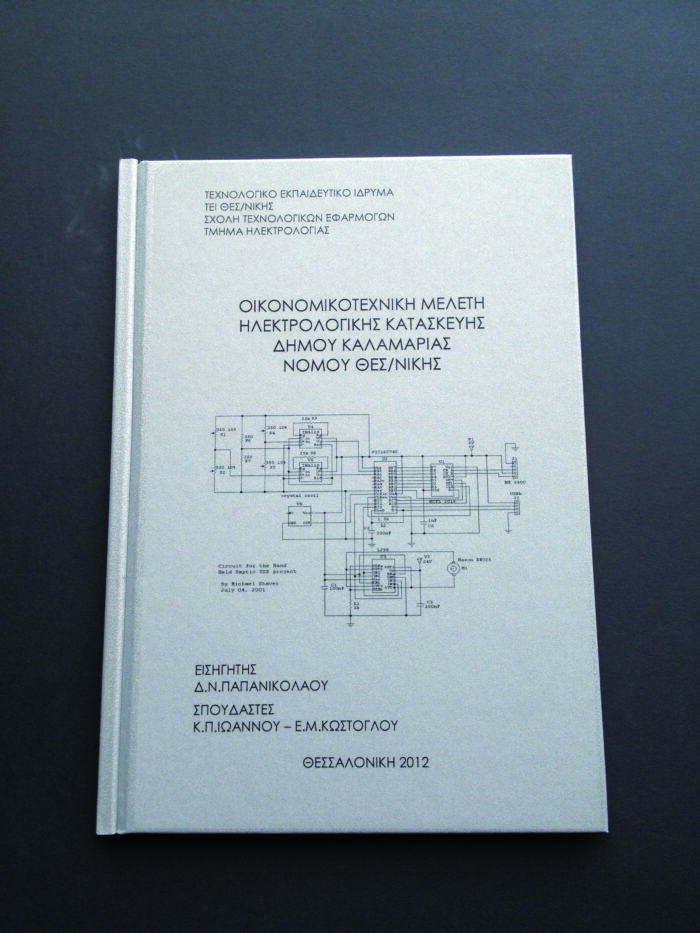 ΤΕΧΝΟΛΟΓΙΚΟ ΕΚΠΑΙΔΕΥΤΙΚΟ ΙΔΡΥΜΑ
ΤΕΙ ΘΕΣ/ΝΙΚΗΣ
ΣΧΟΛΗ ΤΕΧΝΟΛΟΓΙΚΩΝ ΕΦΑΡΜΟΓΩΝ
ΤΜΗΜΑ ΗΛΕΚΤΡΟΛΟΓΙΑΣ
ΟΙΚΟΝΟΜΙΚΟΤΕΧΝΙΚΗ ΜΕΛΕΤΗ
ΗΛΕΚΤΡΟΛΟΓΙΚΗΣ ΚΑΤΑΣΚΕΥΗΣ
ΔΗΜΟΥ ΚΑΛΑΜΑΡΙΑΣ
ΝΟΜΟΥ ΘΕΣ/ΝΙΚΗΣ
crystal oscil
Circuit for the Hand
Held Haptic
project
By Michael Shaver
July 04, 2001
ΕΙΣΗΓΗΤΗΣ
Δ.Ν.ΠΑΠΑΝΙΚΟΛΑΟΥ
ΣΠΟΥΔΑΣΤΕΣ
Κ.Π.ΙΩΑΝΝΟΥ – Ε.Μ.ΚΩΣΤΟΓΛΟΥ
ΘΕΣΣΑΛΟΝΙΚΗ 2012